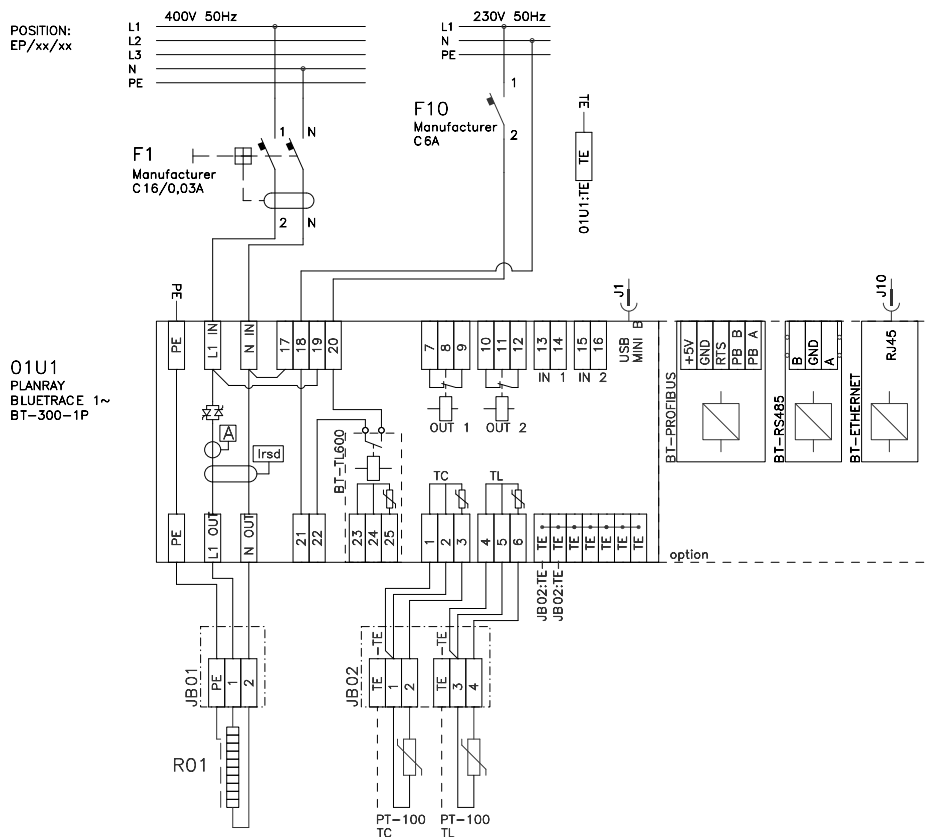 POSITION:
EP/xx/xx
400V 50Hz
L1
L2
L3
N
PE
230V 50Hz
L1
N
PE
F1
Manufacturer
C16/0,03A
1 N
2 N
F10
Manufacturer
C6A
1
2
TE
TE
01U1:TE
01U1
PLANRAY
BLUETRACE 1~
BT-300-1P
PE
PE
L1 IN
N IN
17
18
19
20
7
8
9
OUT 1
10
11
12
OUT 2
13
14
IN 1
15
16
IN 2
J1
USB
MINI B
A
Irsd
BT-TL600
PE
L1 OUT
N OUT
21
22
23
24
25
TC
1
2
3
TL
4
5
6
TE
TE
TE
TE
TE
TE
TE
JB02:TE
JB02:TE
+5V
GND
RTS
PB B
PB A
BT-PROFIBUS
B
GND
A
BT-RS485
J10
RJ45
BT-ETHERNET
option
JB01
PE
1
2
R01
JB02
TE
TE
1
2
TE
TE
3
4
PT-100
TC
PT-100
TL